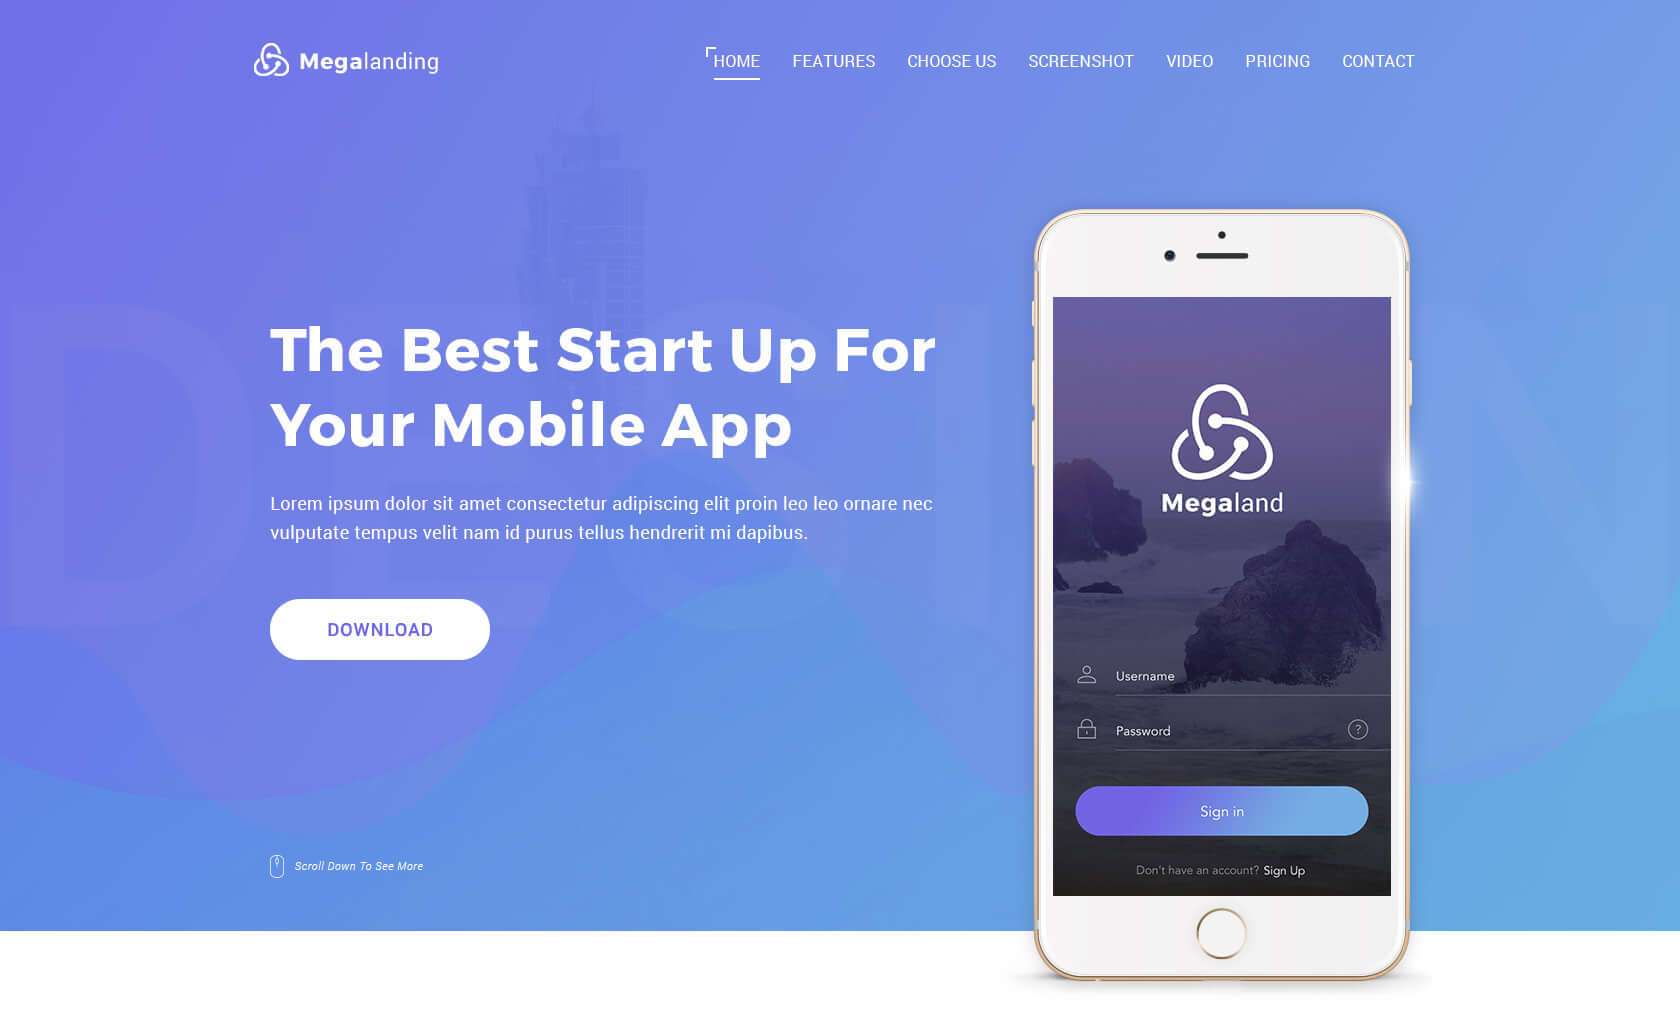 Megalanding
HOME FEATURES CHOOSE US SCREENSHOT VIDEO PRICING CONTACT
DESIGN
The Best Start Up For
Your Mobile App
Lorem ipsum dolor sit amet consectetur adipiscing elit proin leo leo ornare nec
vulputate tempus velit nam id purus tellus hendrerit mi dapibus.
DOWNLOAD
Scroll Down To See More
Megaland
Username
Password
?
Sign in
Don't have an account? Sign Up